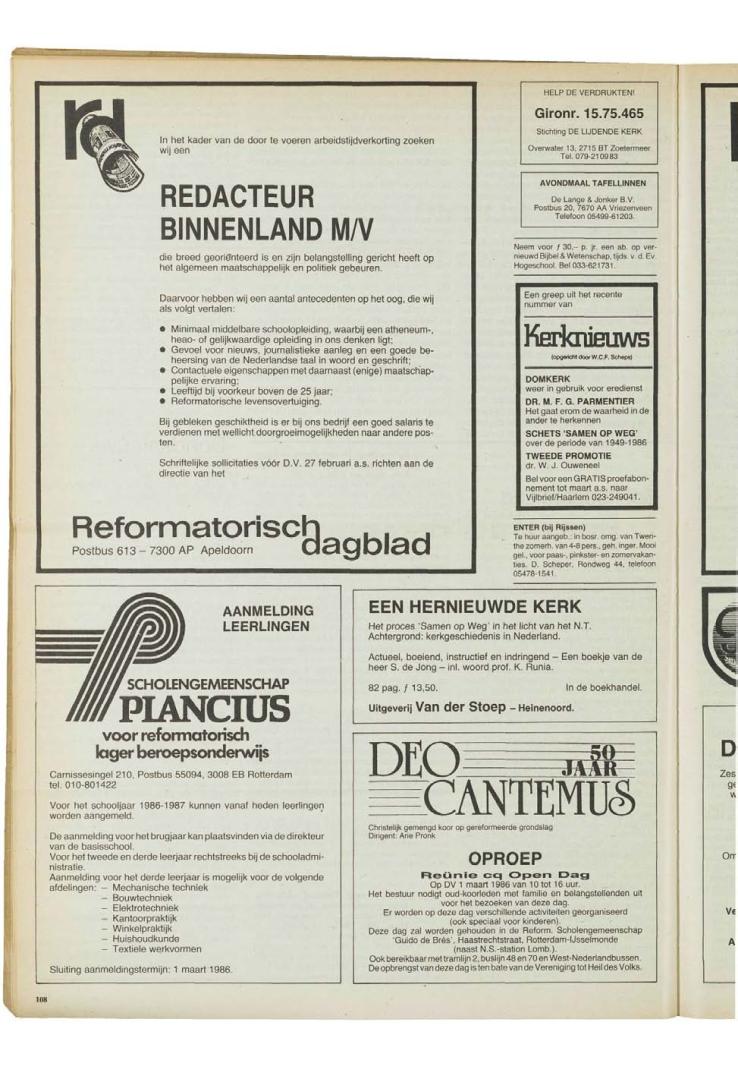 rd
In het kader van de door te voeren arbeidstijdverkorting zoeken
wij een
REDACTEUR
BINNENLAND M/V
die breed georiënteerd is en zijn belangstelling gericht heeft op
het algemeen maatschappelijk en politiek gebeuren.
Daarvoor hebben wij een aantal antecedenten op het oog, die wij
als volgt vertalen:
● Minimaal middelbare schoolopleiding, waarbij een atheneum-,
heao- of gelijkwaardige opleiding in ons denken ligt;
● Gevoel voor nieuws, journalistieke aanleg en een goede be-
heersing van de Nederlandse taal in woord en geschrift;
● Contactuele eigenschappen met daarnaast (enige) maatschap-
pelijke ervaring;
● Leeftijd bij voorkeur boven de 25 jaar;
● Reformatorische levensovertuiging.
Bij gebleken geschiktheid is er bij ons bedrijf een goed salaris te
verdienen met wellicht doorgroeimogelijkheden naar andere pos-
ten.
Schriftelijke sollicitaties vóór D.V. 27 februari a.s. richten aan de
directie van het
Reformatorisch
dagblad
Postbus 613 – 7300 AP Apeldoorn
HELP DE VERDRUKTEN!
Gironr. 15.75.465
Stichting DE LIJDENDE KERK
Overwater 13, 2715 BT Zoetermeer
Tel. 079-210983
AVONDMAAL TAFELLINNEN
De Lange & Jonker B.V.
Postbus 20, 7670 AA Vriezenveen
Telefoon 05499-61203.
Neem voor ƒ 30,– p. jr. een ab. op ver-
nieuwd Bijbel & Wetenschap, tijds. v. d. Ev.
Hogeschool. Bel 033-621731.
Een greep uit het recente
nummer van
Kerknieuws
(opgericht door W.C.F. Scheps)
DOMKERK
weer in gebruik voor eredienst
DR. M. F. G. PARMENTIER
Het gaat erom de waarheid in de
ander te herkennen
SCHETS 'SAMEN OP WEG'
over de periode van 1949-1986
TWEEDE PROMOTIE
dr. W. J. Ouweneel
Bel voor een GRATIS proefabon-
nement tot maart a.s. naar
Vijlbrief/Haarlem 023-249041.
ENTER (bij Rijssen)
Te huur aangeb.: in bosr. omg. van Twen-
the zomerh. van 4-8 pers., geh. inger. Mooi
gel., voor paas-, pinkster- en zomervakan-
ties. D. Scheper, Rondweg 44, telefoon
05478-1541.
AANMELDING
LEERLINGEN
SCHOLENGEMEENSCHAP
PLANCIUS
voor reformatorisch
lager beroepsonderwijs
Carnissesingel 210, Postbus 55094, 3008 EB Rotterdam
tel. 010-801422
Voor het schooljaar 1986-1987 kunnen vanaf heden leerlingen
worden aangemeld.
De aanmelding voor het brugjaar kan plaatsvinden via de direkteur
van de basisschool.
Voor het tweede en derde leerjaar rechtstreeks bij de schooladmi-
nistratie.
Aanmelding voor het derde leerjaar is mogelijk voor de volgende
afdelingen: – Mechanische techniek
– Bouwtechniek
– Elektrotechniek
– Kantoorpraktijk
– Winkelpraktijk
– Huishoudkunde
– Textiele werkvormen
Sluiting aanmeldingstermijn: 1 maart 1986.
EEN HERNIEUWDE KERK
Het proces 'Samen op Weg' in het licht van het N.T.
Achtergrond: kerkgeschiedenis in Nederland.
Actueel, boeiend, instructief en indringend – Een boekje van de
heer S. de Jong – inl. woord prof. K. Runia.
82 pag. ƒ 13,50. In de boekhandel.
Uitgeverij Van der Stoep – Heinenoord.
DEO
50
JAAR
CANTEMUS
Christelijk gemengd koor op gereformeerde grondslag
Dirigent: Arie Pronk
OPROEP
Reünie cq Open Dag
Op DV 1 maart 1986 van 10 tot 16 uur.
Het bestuur nodigt oud-koorleden met familie en belangstellenden uit
voor het bezoeken van deze dag.
Er worden op deze dag verschillende activiteiten georganiseerd
(ook speciaal voor kinderen).
Deze dag zal worden gehouden in de Reform. Scholengemeenschap
'Guido de Brés', Haastrechtstraat, Rotterdam-IJsselmonde
(naast N.S.-station Lomb.).
Ook bereikbaar met tramlijn 2, buslijn 48 en 70 en West-Nederlandbussen.
De opbrengst van deze dag is ten bate van de Vereniging tot Heil des Volks.
108
D
Zes
ge
w
Om
Ve
A